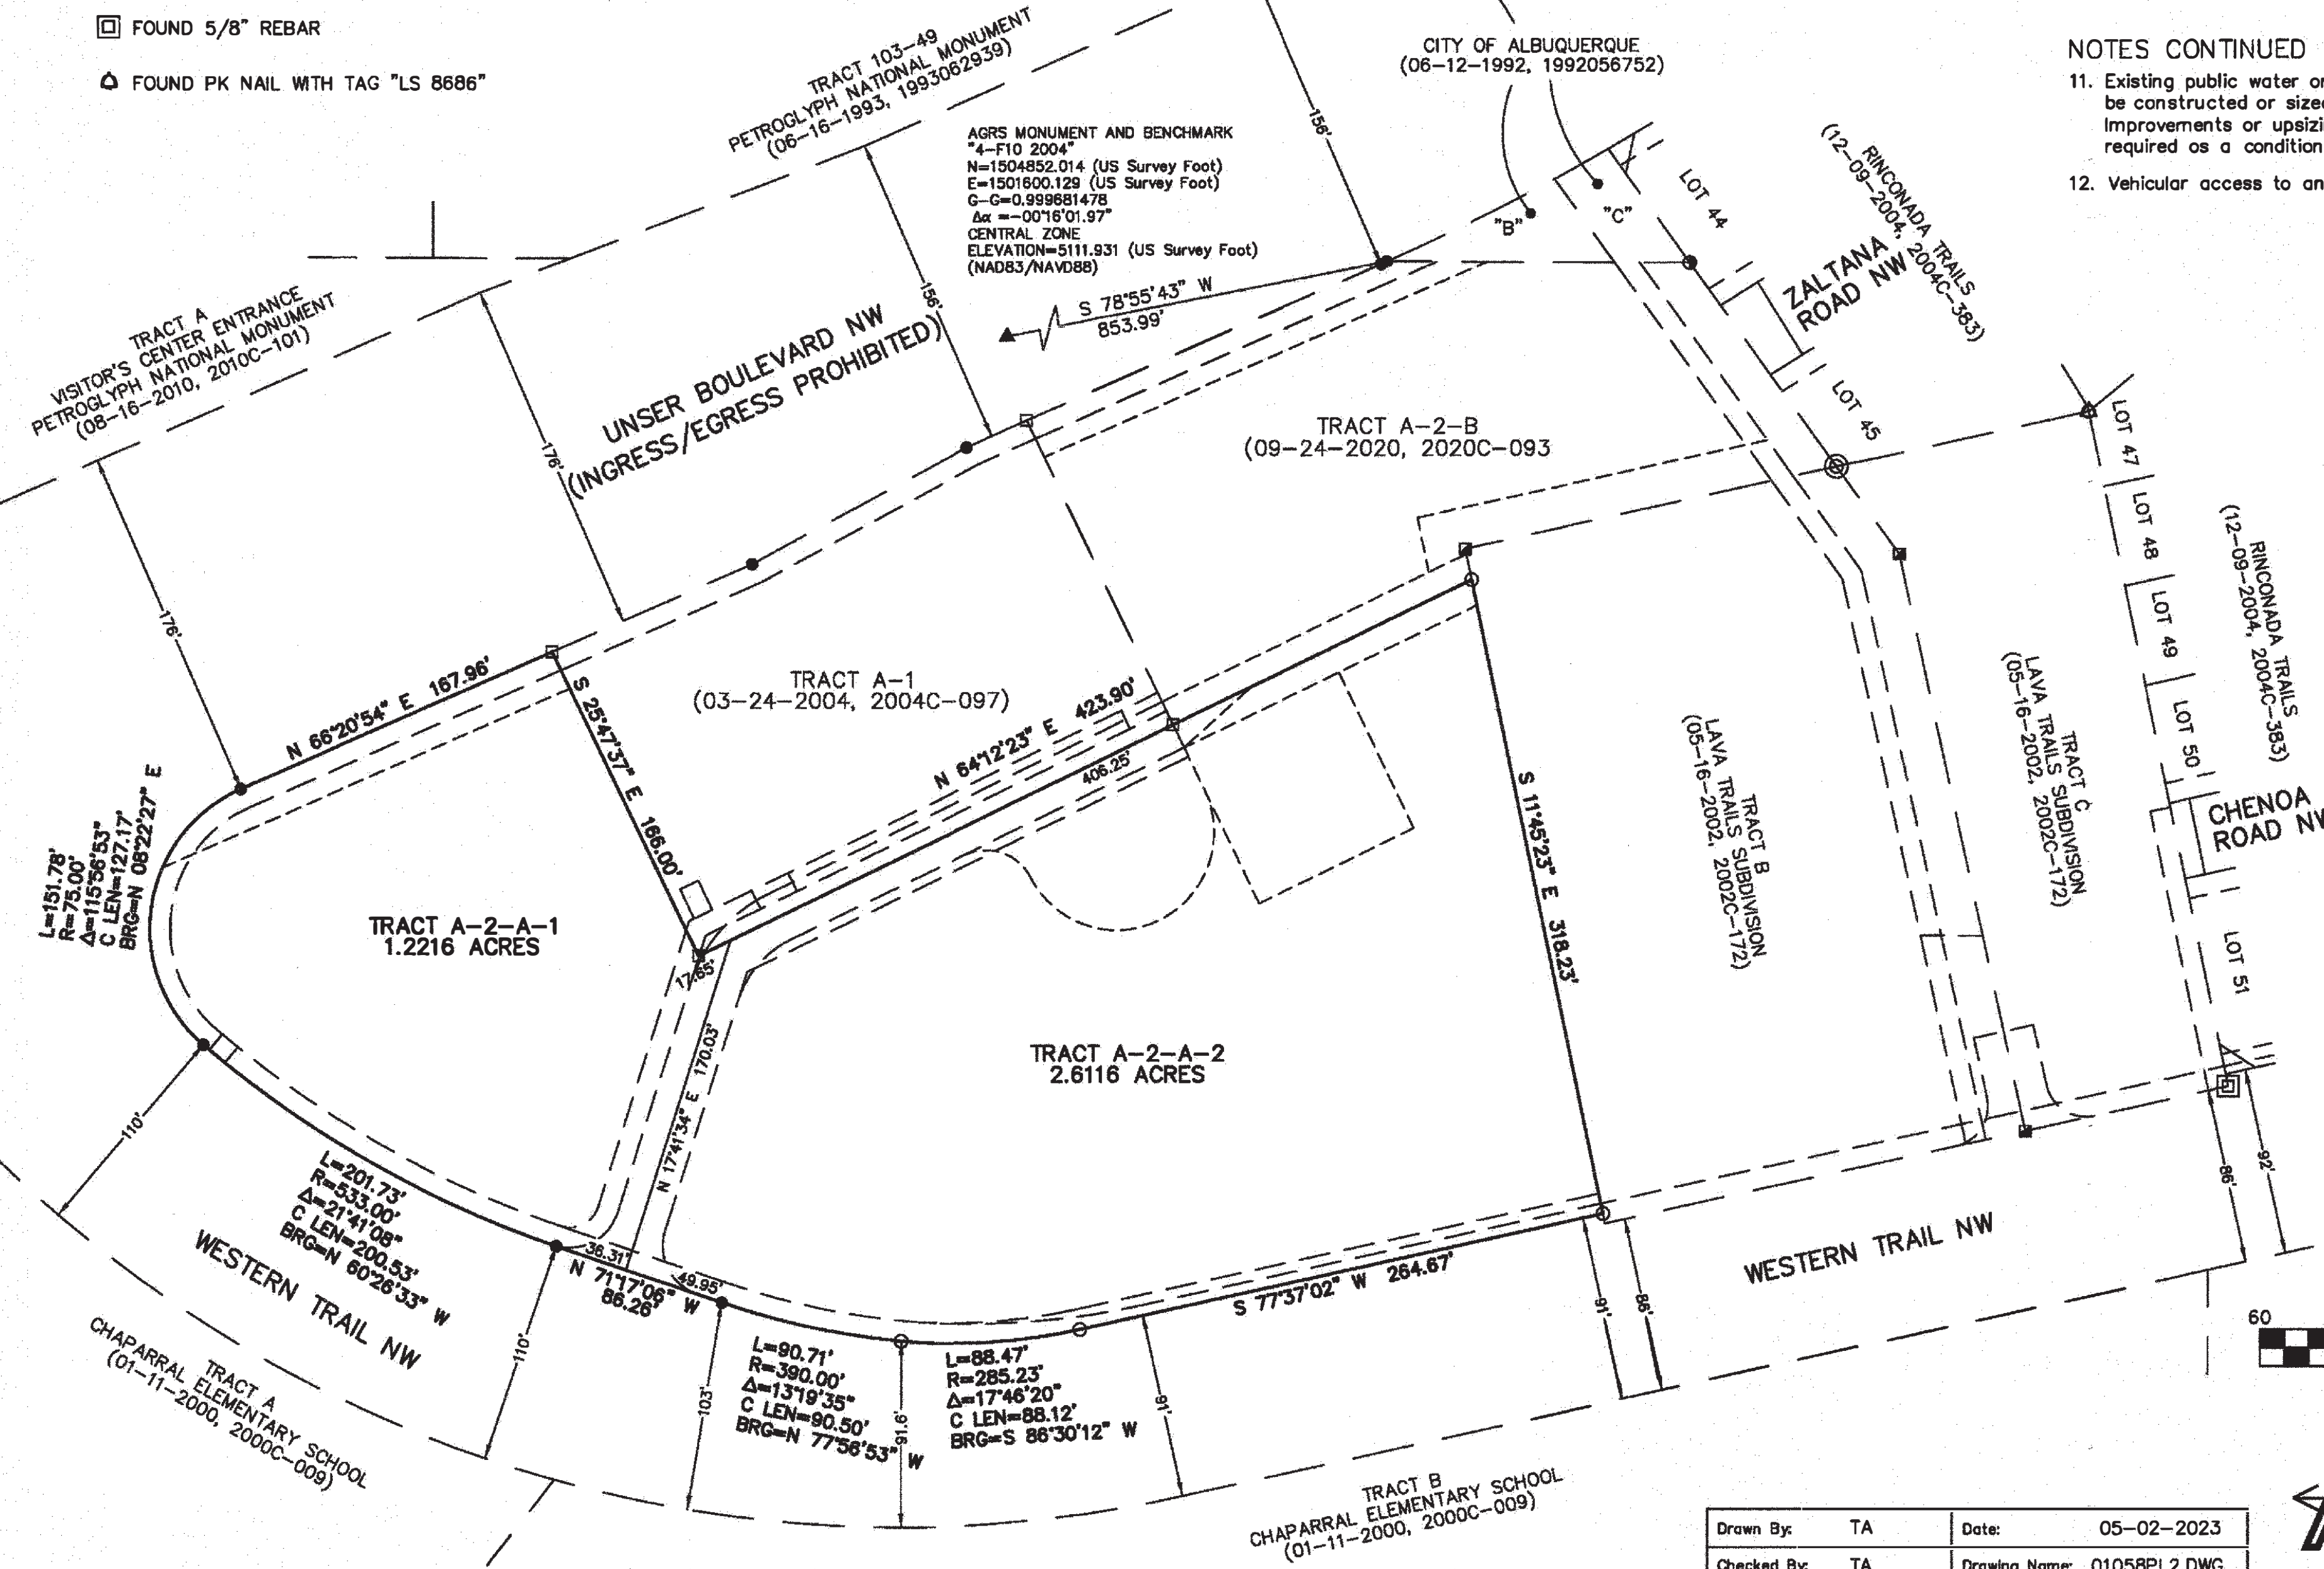 FOUND 5/8" REBAR
FOUND PK NAIL WITH TAG "LS 8686"
TRACT 103-49
PETROGLYPH NATIONAL MONUMENT
(06-16-1993, 1993062939)
AGRS MONUMENT AND BENCHMARK
"4-F10 2004"
N=1504852.014 (US Survey Foot)
E=1501600.129 (US Survey Foot)
G-G=0.999681478
Δα =-00°16'01.97"
CENTRAL ZONE
ELEVATION=5111.931 (US Survey Foot)
(NAD83/NAVD88)
156'
156'
CITY OF ALBUQUERQUE
(06-12-1992, 1992056752)
"B"
"C"
NOTES CONTINUED
11. Existing public water or
be constructed or size
Improvements or upsizi
required as a condition
12. Vehicular access to an
LOT 44
RINCONADA TRAILS
(12-09-2004, 2004C-383)
ZALTANA
ROAD NW
LOT 45
TRACT A
VISITOR'S CENTER ENTRANCE
PETROGLYPH NATIONAL MONUMENT
(08-16-2010, 2010C-101)
176'
176'
UNSER BOULEVARD NW
(INGRESS/EGRESS PROHIBITED)
S 78°55'43" W
853.99'
TRACT A-2-B
(09-24-2020, 2020C-093
LOT 47
LOT 48
LOT 49
LOT 50
LOT 51
RINCONADA TRAILS
(12-09-2004, 2004C-383)
CHENOA
ROAD NW
N 66°20'54" E 167.96'
S 25°47'37" E 166.00'
TRACT A-1
(03-24-2004, 2004C-097)
N 64°12'23" E 423.90'
406.25'
17.65'
S 11°45'23" E 318.23'
TRACT B
LAVA TRAILS SUBDIVISION
(05-16-2002, 2002C-172)
TRACT C
LAVA TRAILS SUBDIVISION
(05-16-2002, 2002C-172)
L=151.78'
R=75.00'
Δ=115°56'53"
C LEN=127.17'
BRG=N 08°22'27" E
TRACT A-2-A-1
1.2216 ACRES
N 17°41'34" E 170.03'
TRACT A-2-A-2
2.6116 ACRES
110'
L=201.73'
R=533.00'
Δ=21°41'08"
C LEN=200.53'
BRG=N 60°26'33" W
WESTERN TRAIL NW
TRACT A
CHAPARRAL ELEMENTARY SCHOOL
(01-11-2000, 2000C-009)
110'
36.31'
49.95'
N 71°17'06" W
86.26'
103'
L=90.71'
R=390.00'
Δ=13°19'35"
C LEN=90.50'
BRG=N 77°56'53" W
91.6'
L=88.47'
R=285.23'
Δ=17°46'20"
C LEN=88.12'
BRG=S 86°30'12" W
91'
S 77°37'02" W 264.67'
91'
86'
WESTERN TRAIL NW
86'
92'
60
TRACT B
CHAPARRAL ELEMENTARY SCHOOL
(01-11-2000, 2000C-009)
Drawn By: TA Date: 05-02-2023
Checked By: TA Drawing Name: 01058PL2.DWG